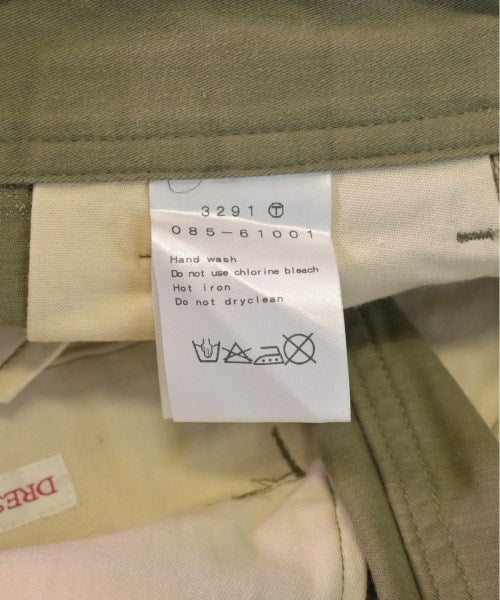 3291 Ⓣ
085-61001
Hand wash
Do not use chlorine bleach
Hot iron
Do not dryclean
DRES